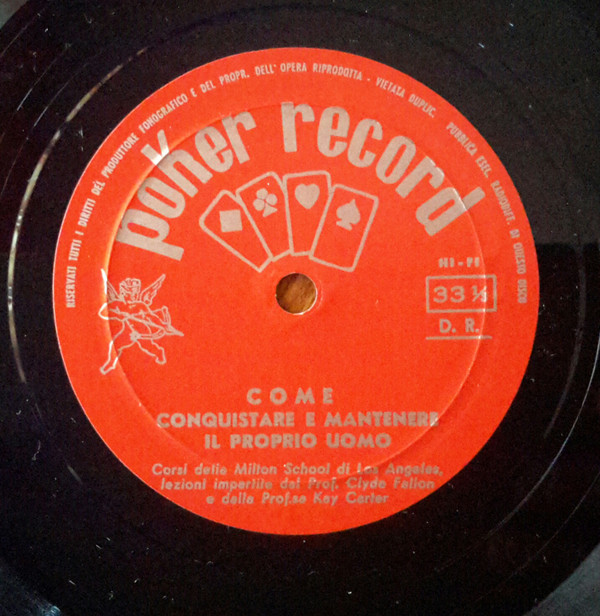 RISERVATI TUTTI I DIRITTI DEL PRODUTTORE FONOGRAFICO E DEL PROPR. DELL'OPERA RIPRODOTTA - VIETATA DUPLIC. PUBBLICA ESEC. RADIODIFF. DI QUESTO DISCO
poker record
HI-FI
33 ⅓
D. R.
COME
CONQUISTARE E MANTENERE
IL PROPRIO UOMO
Corsi delle Milton School di Los Angeles,
lezioni impartite dal Prof. Clyde Fallon
e dalla Prof.sa Kay Carter